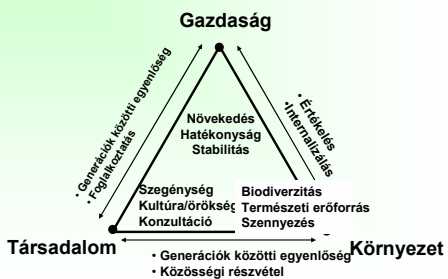 Gazdaság
• Generációk közötti egyenlőség
• Foglalkoztatás
• Értékelés
• Internalizálás
Növekedés
Hatékonyság
Stabilitás
Szegénység
Kultúra/örökség
Konzultáció
Biodiverzitás
Természeti erőforrás
Szennyezés
Társadalom
Környezet
• Generációk közötti egyenlőség
• Közösségi részvétel